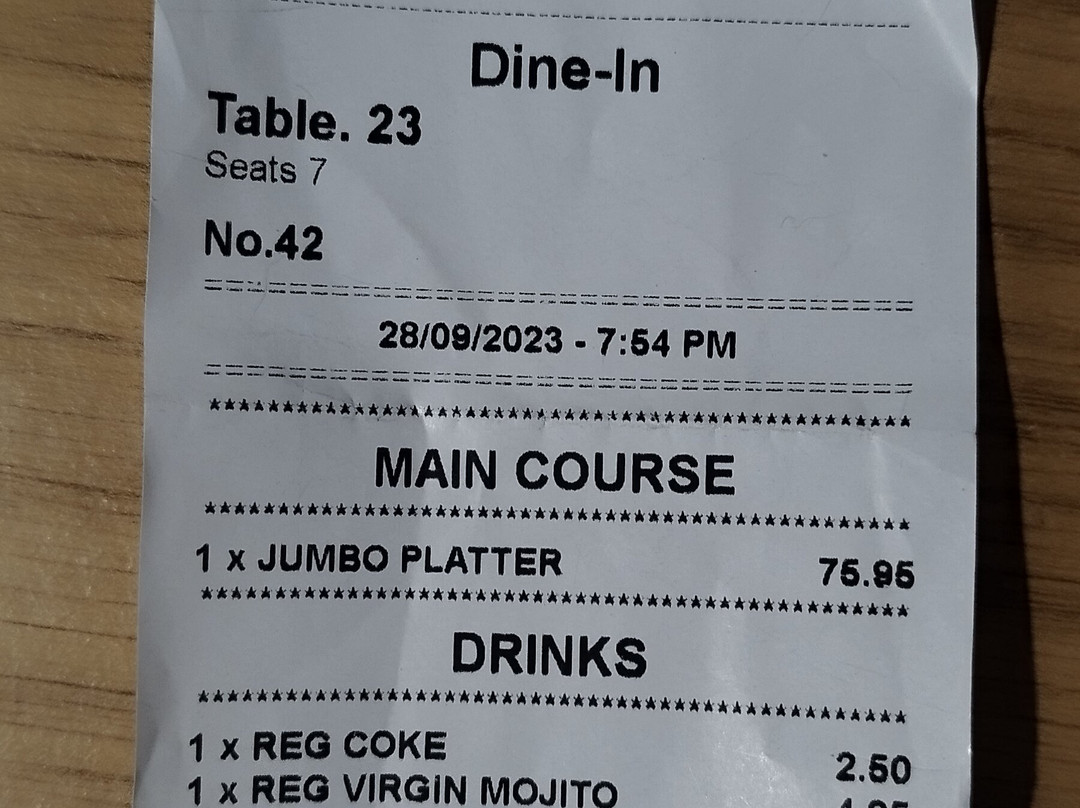 Dine-In
Table. 23
Seats 7
No.42
28/09/2023 - 7:54 PM
MAIN COURSE
1 x JUMBO PLATTER 75.95
DRINKS
1 x REG COKE 2.50
1 x REG VIRGIN MOJITO